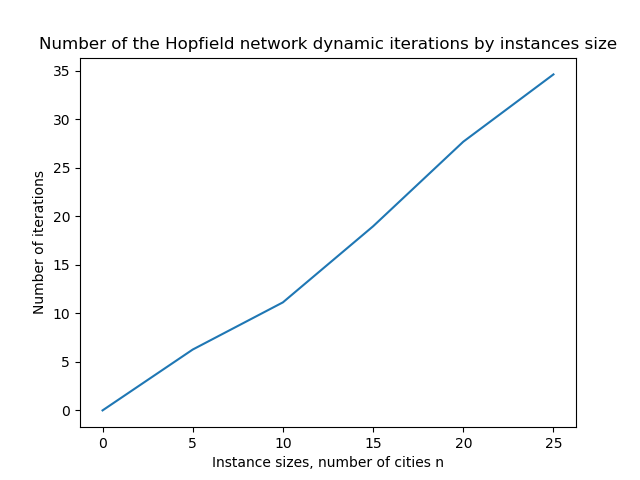 Number of the Hopfield network dynamic iterations by instances size
35
30
25
20
15
10
5
0
Number of iterations
0 5 10 15 20 25
Instance sizes, number of cities n